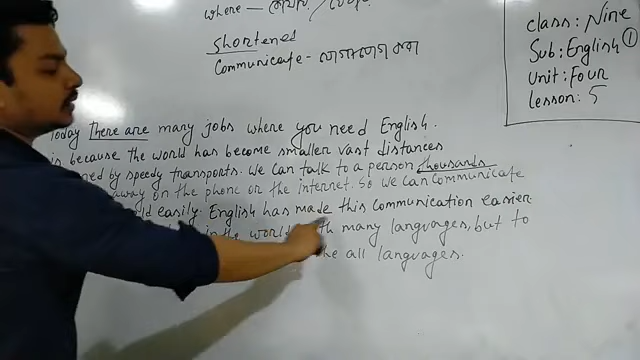 where —
shortened
Communicate -
class: Nine
Sub: English ①
Unit: Four
Lesson: 5
Today there are many jobs where you need English.
is because the world has become smaller vast distances
ned by speedy transports. We can talk to a person thousands
away on the phone or the internet. So we can communicate
ld easily. English has made this communication easier.
in the world many languages, but to
all languages.